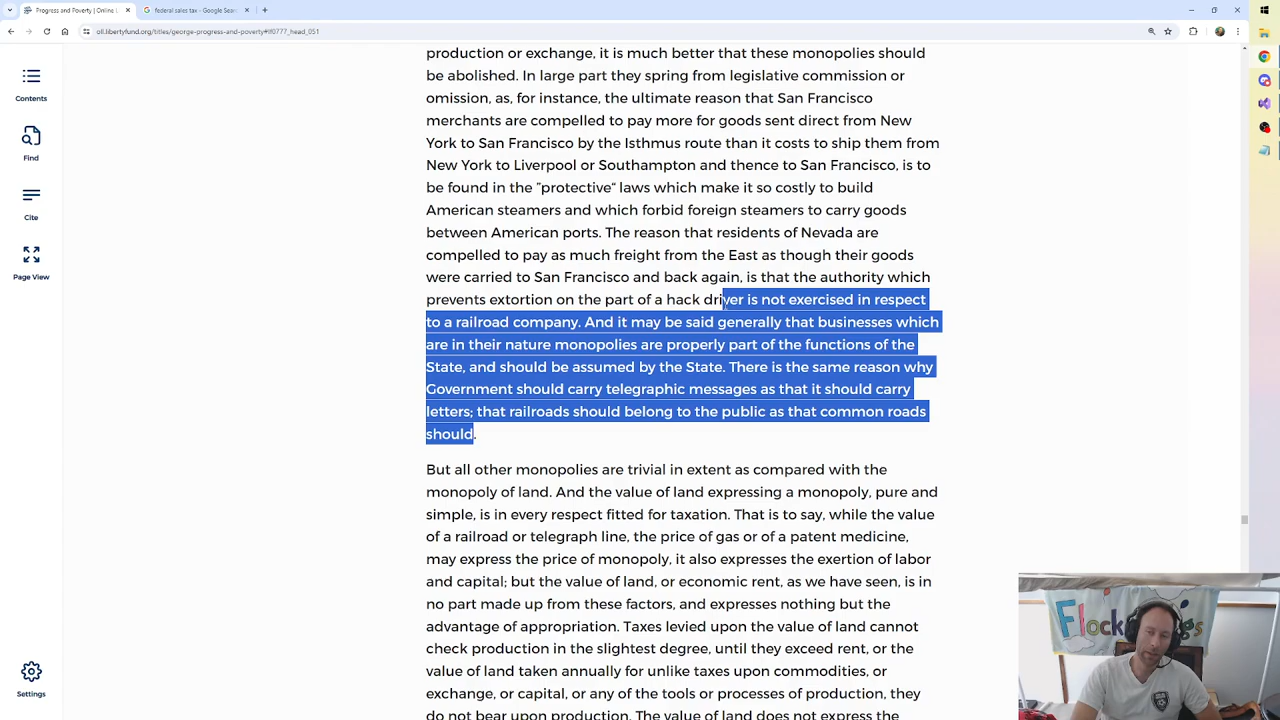 Progress and Poverty | Online L
federal sales tax - Google Sear
oll.libertyfund.org/titles/george-progress-and-poverty#lf0777_head_051
Contents
Find
Cite
Page View
Settings
production or exchange, it is much better that these monopolies should
be abolished. In large part they spring from legislative commission or
omission, as, for instance, the ultimate reason that San Francisco
merchants are compelled to pay more for goods sent direct from New
York to San Francisco by the Isthmus route than it costs to ship them from
New York to Liverpool or Southampton and thence to San Francisco, is to
be found in the ”protective“ laws which make it so costly to build
American steamers and which forbid foreign steamers to carry goods
between American ports. The reason that residents of Nevada are
compelled to pay as much freight from the East as though their goods
were carried to San Francisco and back again, is that the authority which
prevents extortion on the part of a hack driver is not exercised in respect
to a railroad company. And it may be said generally that businesses which
are in their nature monopolies are properly part of the functions of the
State, and should be assumed by the State. There is the same reason why
Government should carry telegraphic messages as that it should carry
letters; that railroads should belong to the public as that common roads
should.
But all other monopolies are trivial in extent as compared with the
monopoly of land. And the value of land expressing a monopoly, pure and
simple, is in every respect fitted for taxation. That is to say, while the value
of a railroad or telegraph line, the price of gas or of a patent medicine,
may express the price of monopoly, it also expresses the exertion of labor
and capital; but the value of land, or economic rent, as we have seen, is in
no part made up from these factors, and expresses nothing but the
advantage of appropriation. Taxes levied upon the value of land cannot
check production in the slightest degree, until they exceed rent, or the
value of land taken annually for unlike taxes upon commodities, or
exchange, or capital, or any of the tools or processes of production, they
do not bear upon production. The value of land does not express the